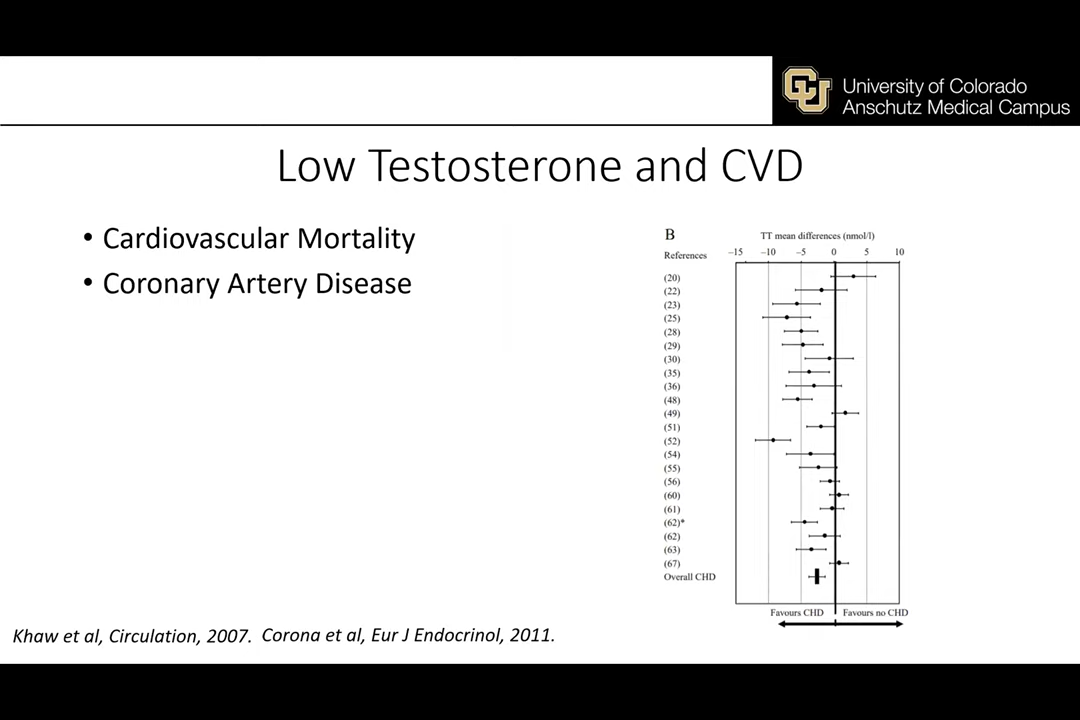 University of Colorado
Anschutz Medical Campus
Low Testosterone and CVD
• Cardiovascular Mortality
• Coronary Artery Disease
B
TT mean differences (nmol/l)
References
−15 −10 −5 0 5 10
(20)
(22)
(23)
(25)
(28)
(29)
(30)
(35)
(36)
(48)
(49)
(51)
(52)
(54)
(55)
(56)
(60)
(61)
(62)*
(62)
(63)
(67)
Overall CHD
Favours CHD Favours no CHD
Khaw et al, Circulation, 2007. Corona et al, Eur J Endocrinol, 2011.